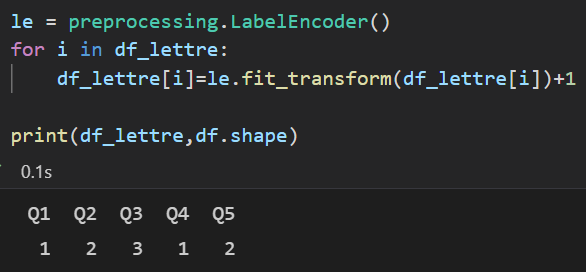 le = preprocessing.LabelEncoder()
for i in df_lettre:
    df_lettre[i]=le.fit_transform(df_lettre[i])+1
print(df_lettre,df.shape)
0.1s
Q1 Q2 Q3 Q4 Q5
1 2 3 1 2